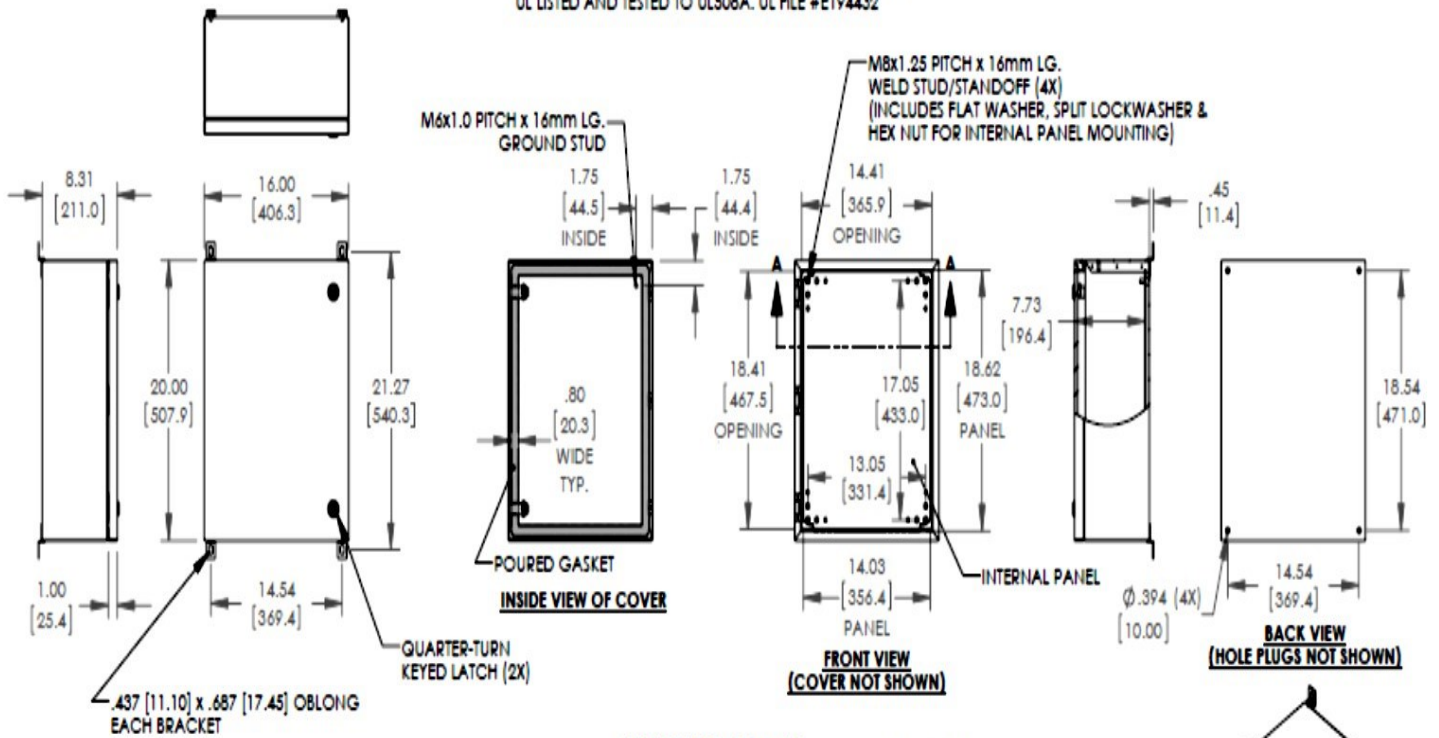 UL LISTED AND TESTED TO UL508A. UL FILE #E194432
M8x1.25 PITCH x 16mm LG.
WELD STUD/STANDOFF (4X)
(INCLUDES FLAT WASHER, SPLIT LOCKWASHER &
HEX NUT FOR INTERNAL PANEL MOUNTING)
M6x1.0 PITCH x 16mm LG.
GROUND STUD
8.31
[211.0]
16.00
[406.3]
1.75
[44.5]
INSIDE
1.75
[44.4]
INSIDE
14.41
[365.9]
OPENING
.45
[11.4]
A
A
7.73
[196.4]
20.00
[507.9]
21.27
[540.3]
.80
[20.3]
WIDE
TYP.
18.41
[467.5]
OPENING
17.05
[433.0]
18.62
[473.0]
PANEL
18.54
[471.0]
13.05
[331.4]
1.00
[25.4]
14.54
[369.4]
POURED GASKET
INSIDE VIEW OF COVER
14.03
[356.4]
PANEL
INTERNAL PANEL
Ø.394 (4X)
[10.00]
14.54
[369.4]
QUARTER-TURN
KEYED LATCH (2X)
FRONT VIEW
(COVER NOT SHOWN)
BACK VIEW
(HOLE PLUGS NOT SHOWN)
.437 [11.10] x .687 [17.45] OBLONG
EACH BRACKET